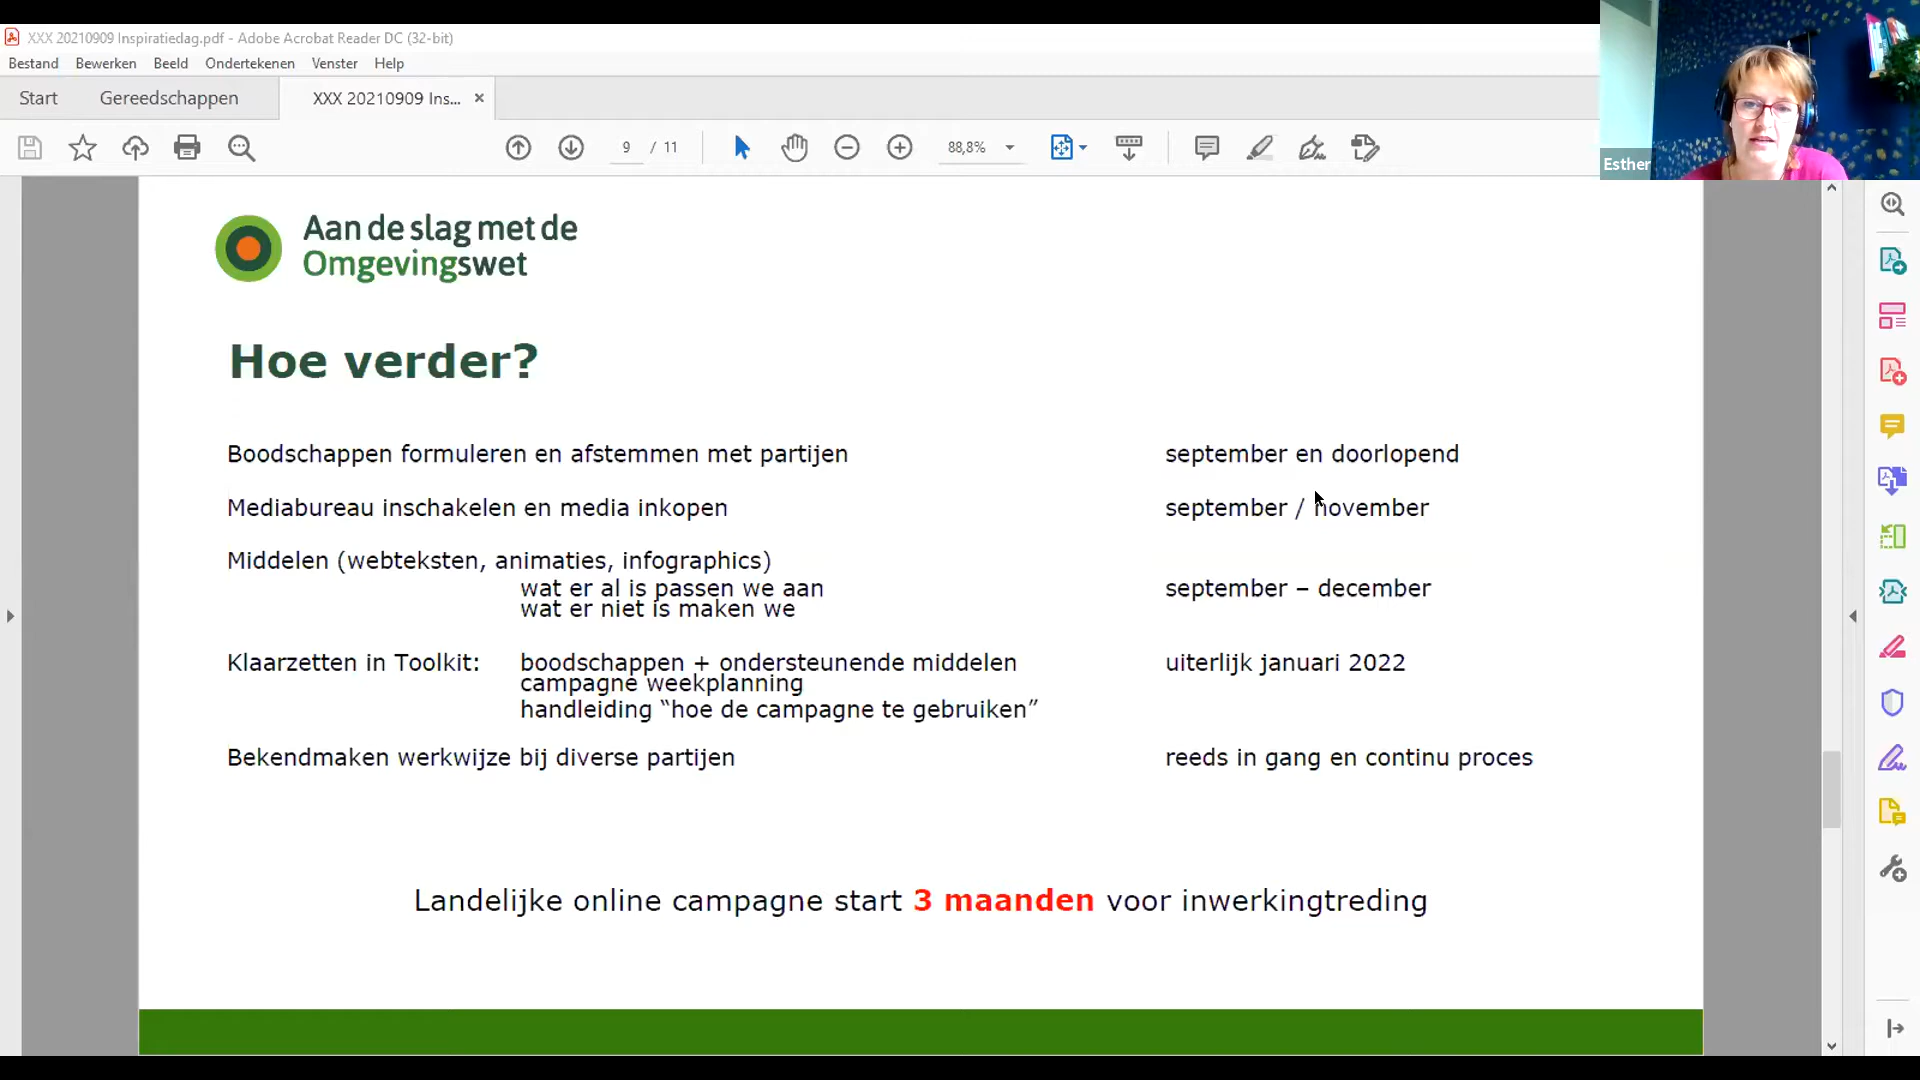 XXX 20210909 Inspiratiedag.pdf - Adobe Acrobat Reader DC (32-bit)
Bestand Bewerken Beeld Ondertekenen Venster Help
Start Gereedschappen XXX 20210909 Ins... ×
9 / 11 88,8%
Esther
Aan de slag met de
Omgevingswet
Hoe verder?
Boodschappen formuleren en afstemmen met partijen september en doorlopend
Mediabureau inschakelen en media inkopen september / november
Middelen (webteksten, animaties, infographics)
wat er al is passen we aan september – december
wat er niet is maken we
Klaarzetten in Toolkit: boodschappen + ondersteunende middelen uiterlijk januari 2022
campagne weekplanning
handleiding “hoe de campagne te gebruiken”
Bekendmaken werkwijze bij diverse partijen reeds in gang en continu proces
Landelijke online campagne start 3 maanden voor inwerkingtreding